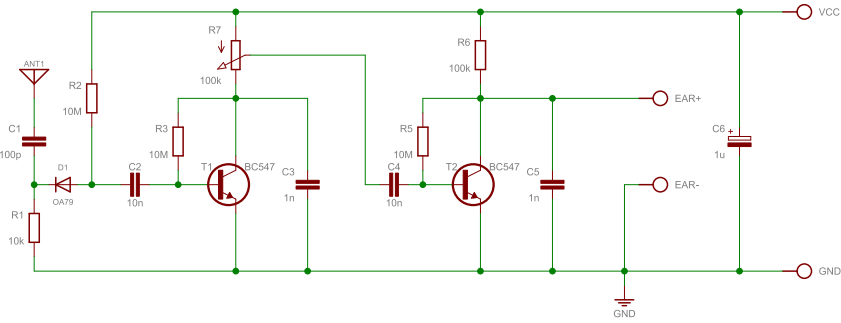 VCC
R7
R6
ANT1
100k
100k
R2
10M
EAR+
C1
100p
R3
10M
R5
10M
C6
+
1u
D1
OA79
C2
10n
T1
BC547
C3
1n
C4
10n
T2
BC547
C5
1n
EAR-
R1
10k
GND
GND